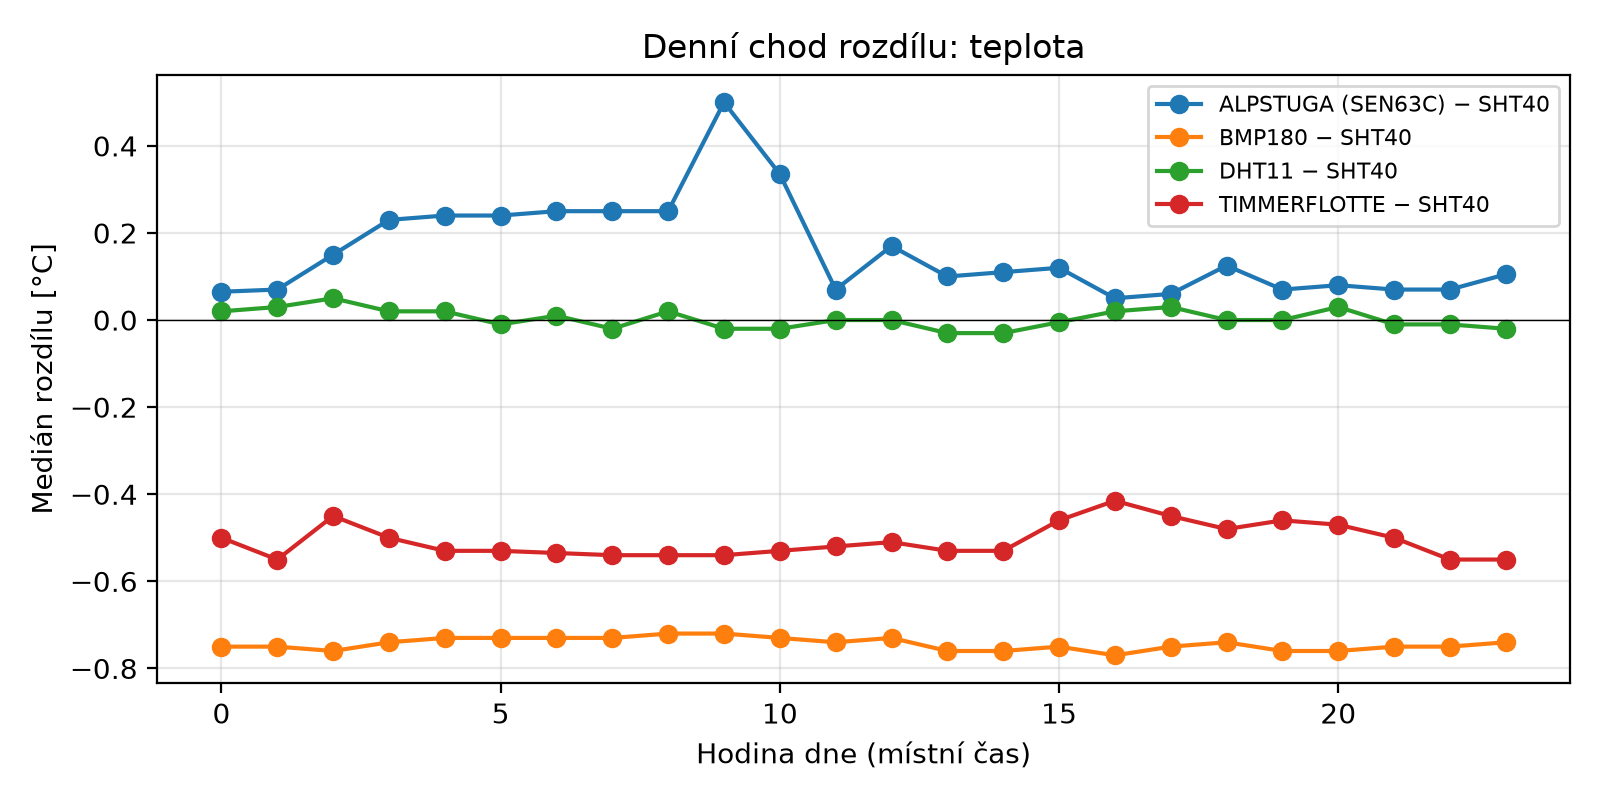 Denní chod rozdílu: teplota
ALPSTUGA (SEN63C) − SHT40
BMP180 − SHT40
DHT11 − SHT40
TIMMERFLOTTE − SHT40
Medián rozdílu [°C]
0.4
0.2
0.0
−0.2
−0.4
−0.6
−0.8
0 5 10 15 20
Hodina dne (místní čas)